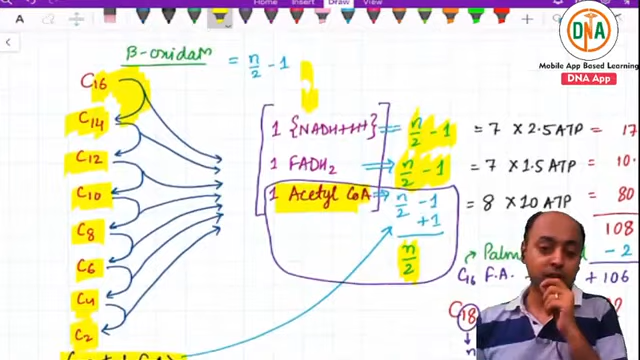 Home
Insert
Draw
View
DNA
Mobile App Based Learning
DNA App
β-oxidatn = n/2 - 1
C16
C14
C12
C10
C8
C6
C4
C2
1 {NADH+H+} = n/2 - 1 = 7 x 2.5 ATP = 17
1 FADH2 ⇒ n/2 - 1 = 7 x 1.5 ATP = 10.
1 Acetyl CoA ⇒ n/2 - 1 = 8 x 10 ATP = 80
+1
n/2
108
- 2
C16 F.A. + 106
C18
n